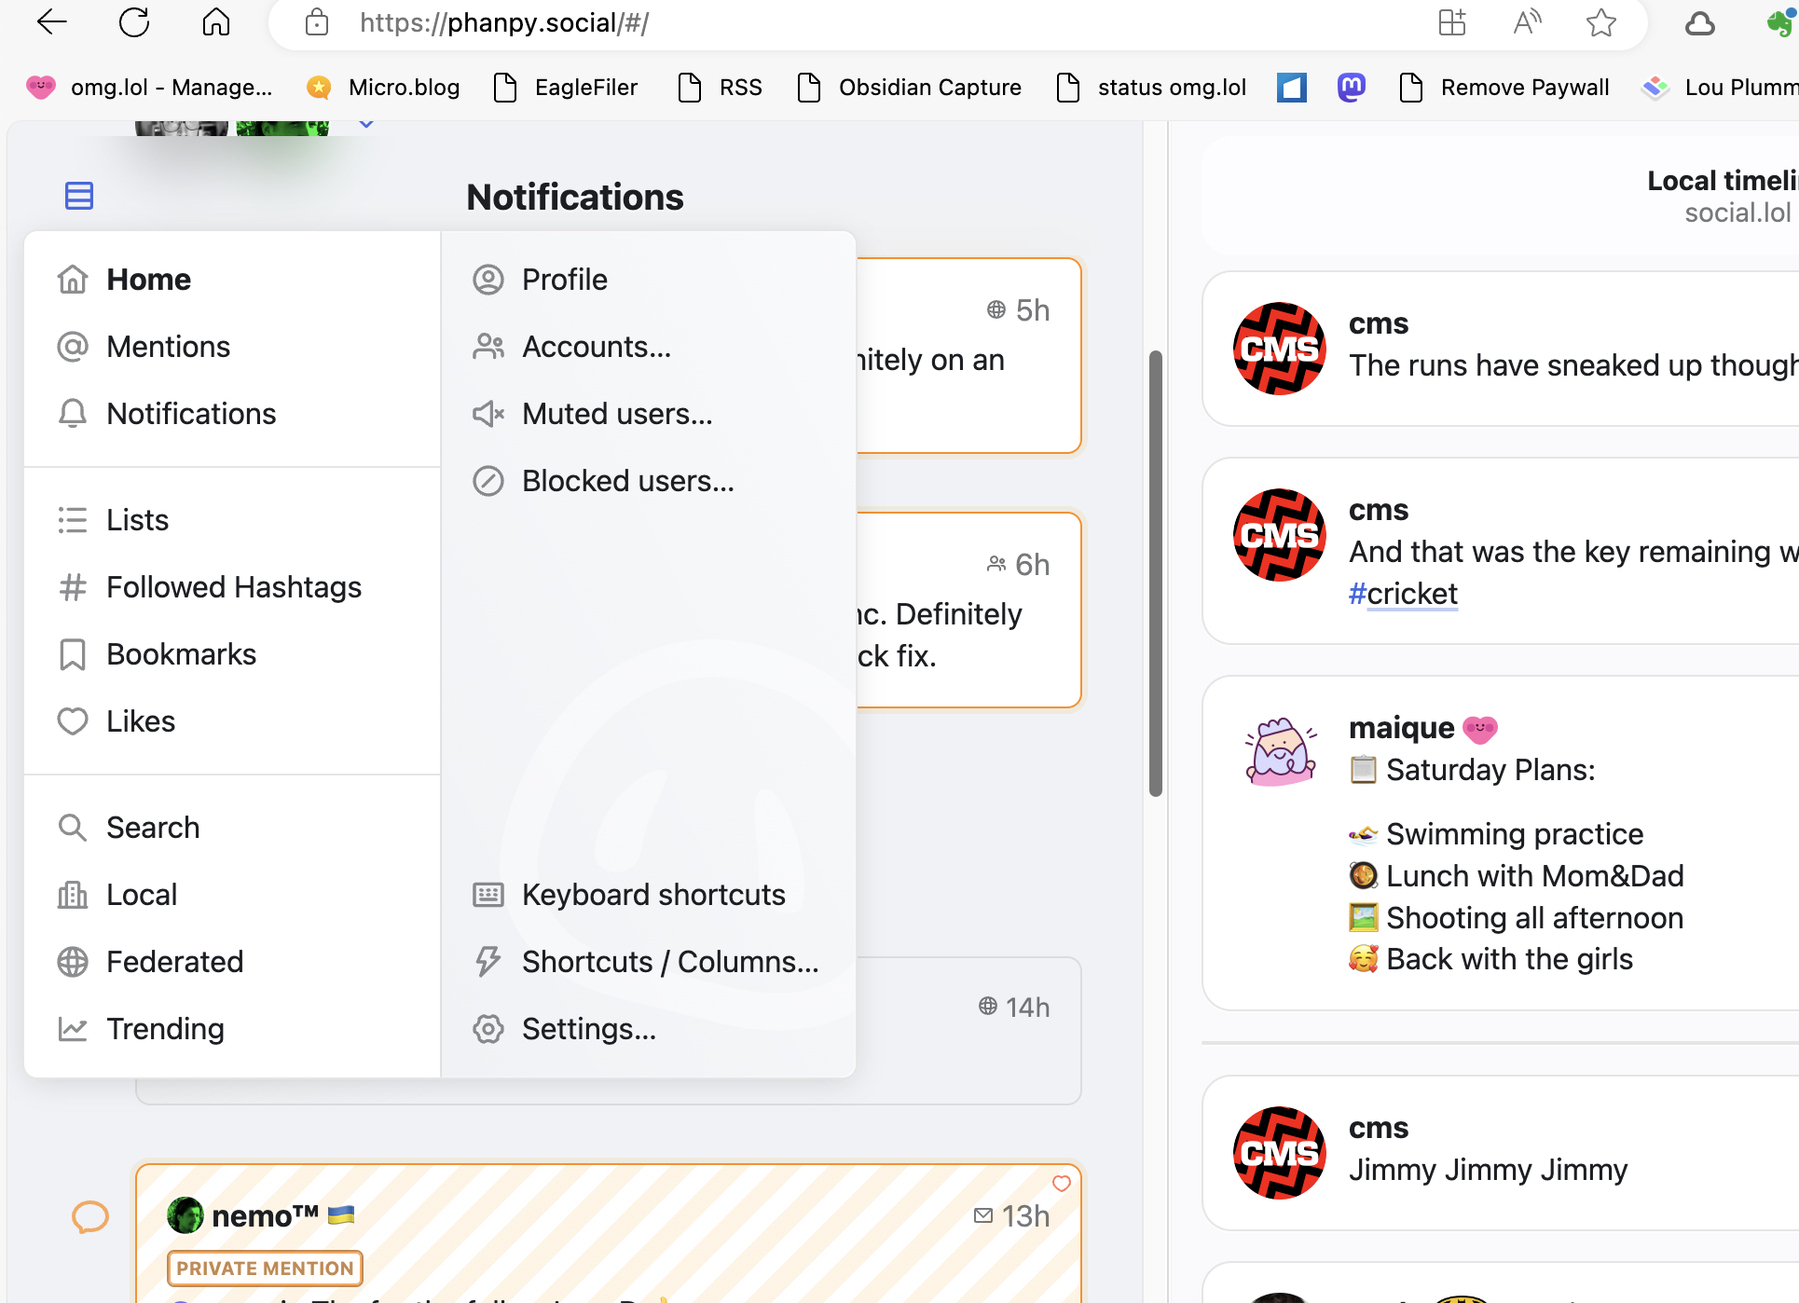 https://phanpy.social/#/
omg.lol - Manage...
Micro.blog
EagleFiler
RSS
Obsidian Capture
status omg.lol
Remove Paywall
Lou Plumm
Notifications
Home
Mentions
Notifications
Lists
Followed Hashtags
Bookmarks
Likes
Search
Local
Federated
Trending
Profile
Accounts...
Muted users...
Blocked users...
Keyboard shortcuts
Shortcuts / Columns...
Settings...
5h
nitely on an
6h
nc. Definitely
ck fix.
14h
nemo™ 🇺🇦
13h
PRIVATE MENTION
Local timeli
social.lol
CMS
cms
The runs have sneaked up though
CMS
cms
And that was the key remaining w
#cricket
maique
📋 Saturday Plans:
🏊 Swimming practice
🥘 Lunch with Mom&Dad
🖼️ Shooting all afternoon
🥰 Back with the girls
CMS
cms
Jimmy Jimmy Jimmy